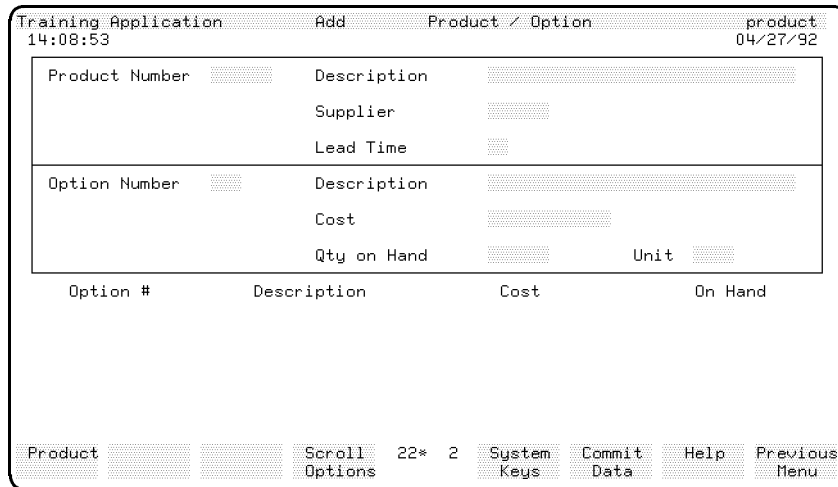 Training Application Add Product / Option product
14:08:53 04/27/92
Product Number Description
Supplier
Lead Time
Option Number Description
Cost
Qty on Hand Unit
Option # Description Cost On Hand
Product Scroll 22* 2 System Commit Help Previous
Options Keys Data Menu